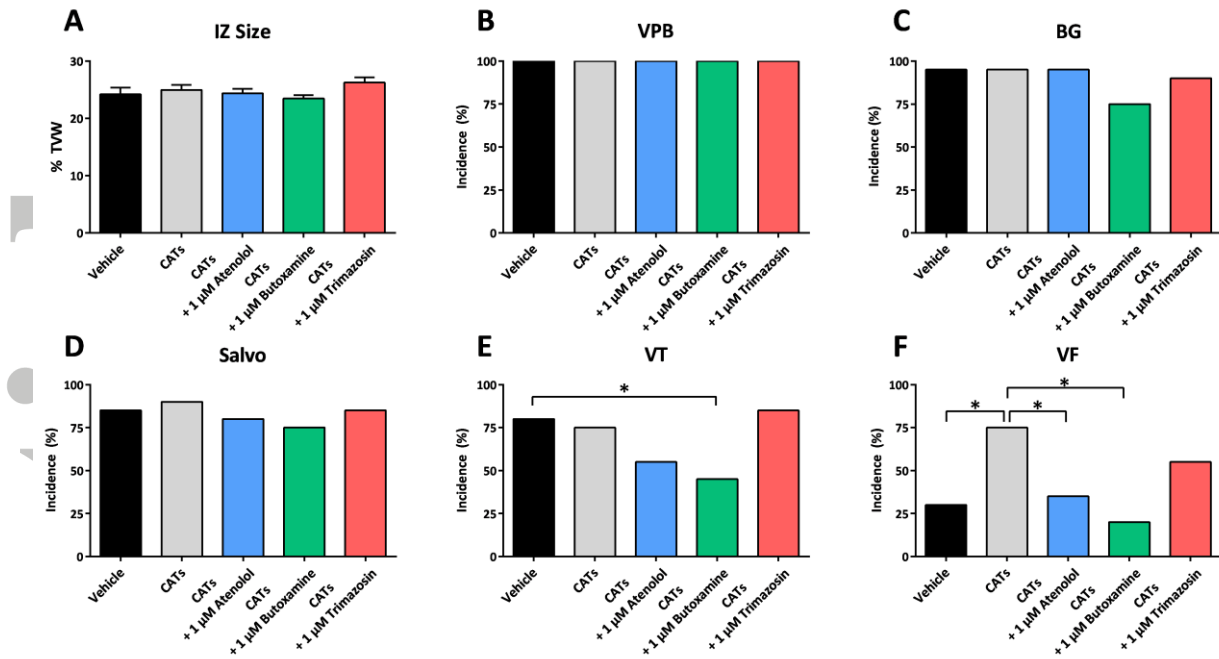 A
IZ Size
% TVW
30
20
10
0
Vehicle
CATs
CATs
+ 1 µM Atenolol
CATs
+ 1 µM Butoxamine
CATs
+ 1 µM Trimazosin
B
VPB
Incidence (%)
100
75
50
25
0
Vehicle
CATs
CATs
+ 1 µM Atenolol
CATs
+ 1 µM Butoxamine
CATs
+ 1 µM Trimazosin
C
BG
Incidence (%)
100
75
50
25
0
Vehicle
CATs
CATs
+ 1 µM Atenolol
CATs
+ 1 µM Butoxamine
CATs
+ 1 µM Trimazosin
D
Salvo
Incidence (%)
100
75
50
25
0
Vehicle
CATs
CATs
+ 1 µM Atenolol
CATs
+ 1 µM Butoxamine
CATs
+ 1 µM Trimazosin
E
VT
Incidence (%)
100
75
50
25
0
*
Vehicle
CATs
CATs
+ 1 µM Atenolol
CATs
+ 1 µM Butoxamine
CATs
+ 1 µM Trimazosin
F
VF
Incidence (%)
100
75
50
25
0
*
* *
Vehicle
CATs
CATs
+ 1 µM Atenolol
CATs
+ 1 µM Butoxamine
CATs
+ 1 µM Trimazosin